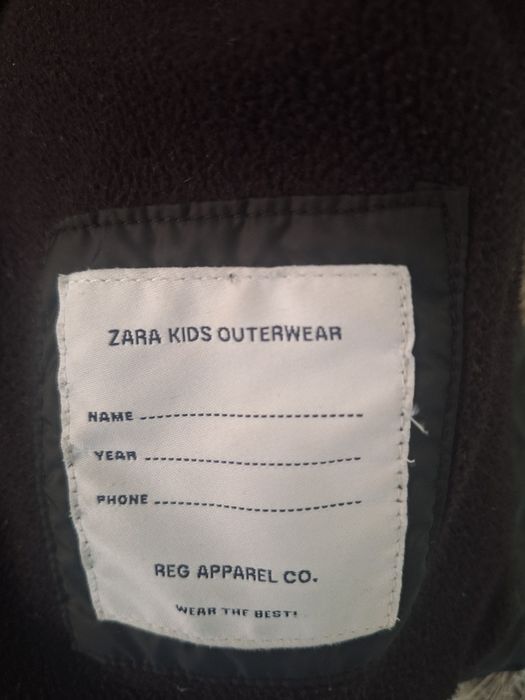 ZARA KIDS OUTERWEAR
NAME
YEAR
PHONE
REG APPAREL CO.
WEAR THE BEST!